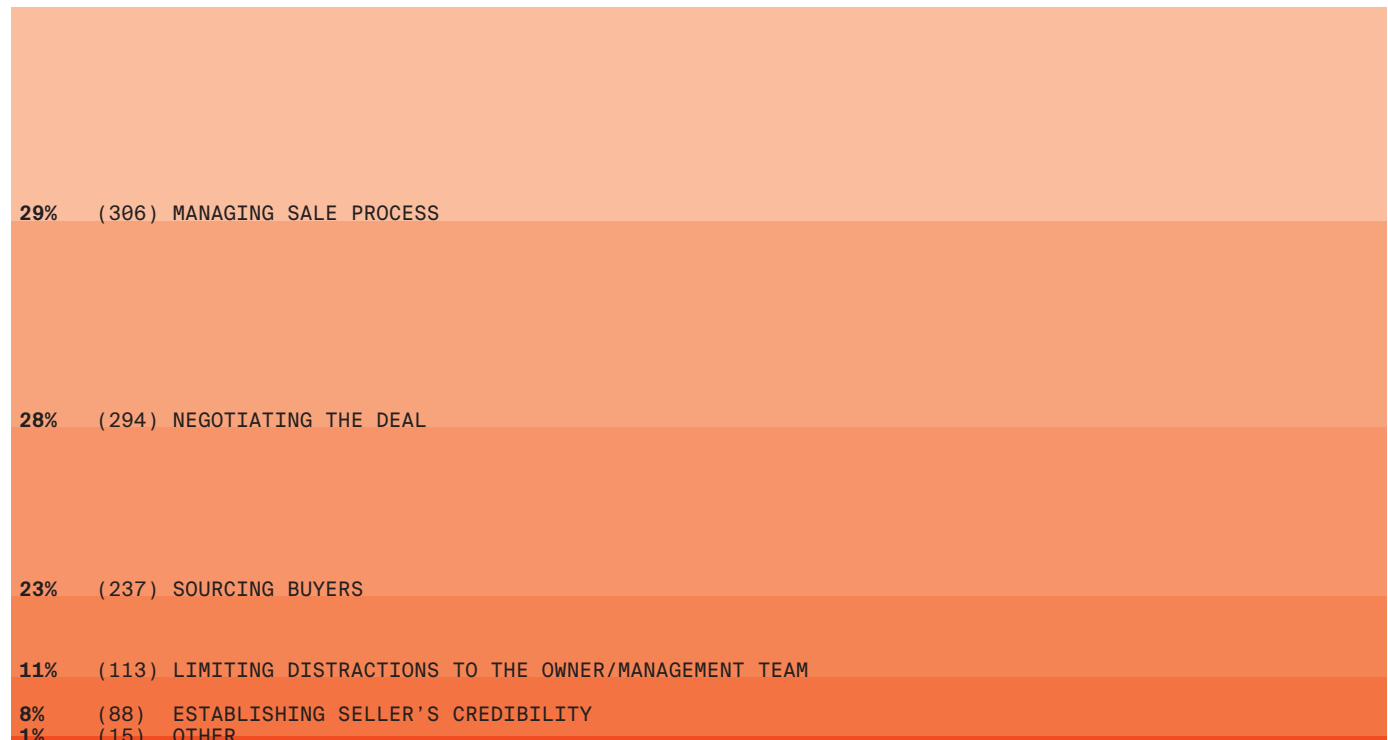 29% (306) MANAGING SALE PROCESS
28% (294) NEGOTIATING THE DEAL
23% (237) SOURCING BUYERS
11% (113) LIMITING DISTRACTIONS TO THE OWNER/MANAGEMENT TEAM
8% (88) ESTABLISHING SELLER’S CREDIBILITY
1% (15) OTHER